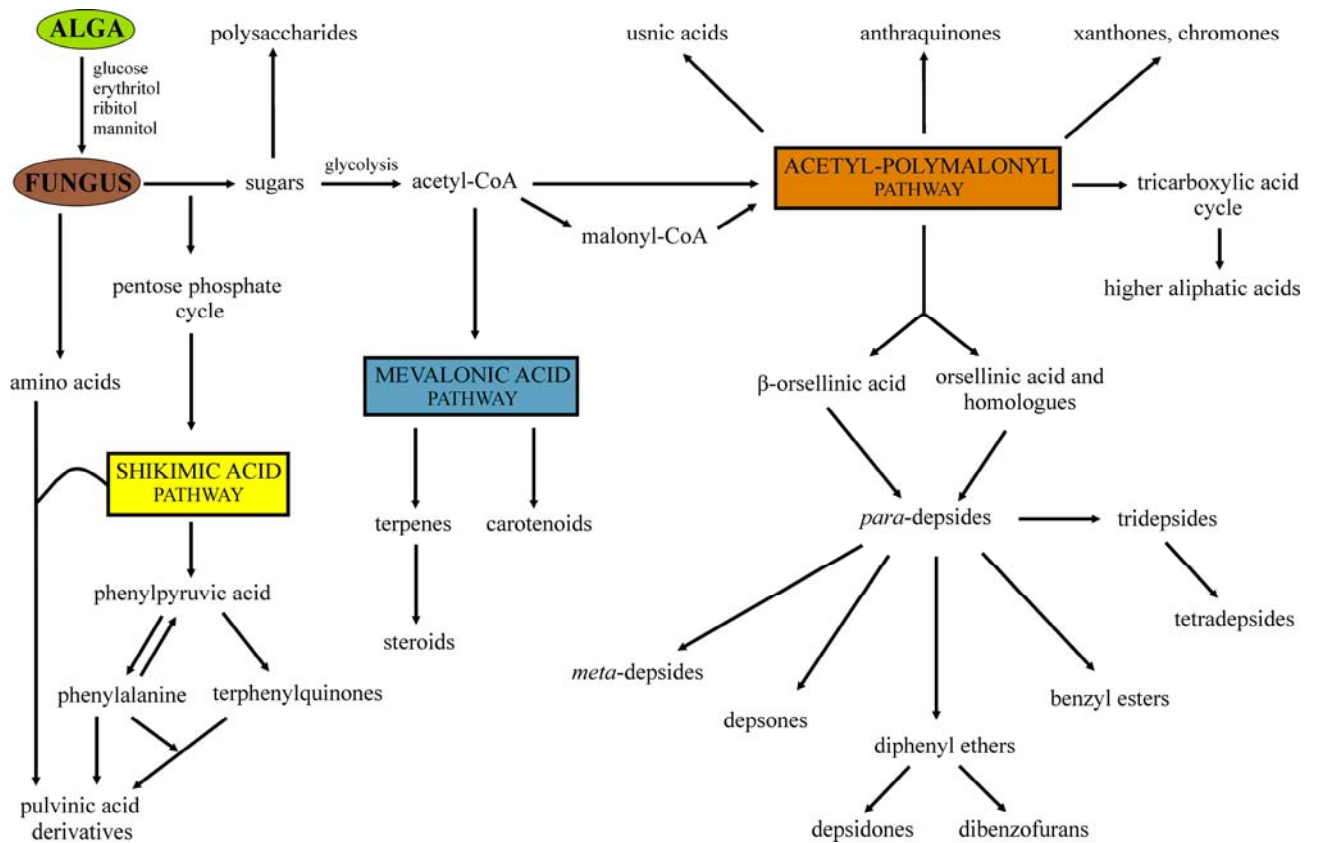 ALGA
glucose
erythritol
ribitol
mannitol
FUNGUS
polysaccharides
sugars
glycolysis
acetyl-CoA
malonyl-CoA
usnic acids
anthraquinones
xanthones, chromones
ACETYL-POLYMALONYL
PATHWAY
tricarboxylic acid
cycle
higher aliphatic acids
pentose phosphate
cycle
amino acids
MEVALONIC ACID
PATHWAY
β-orsellinic acid
orsellinic acid and
homologues
SHIKIMIC ACID
PATHWAY
terpenes
carotenoids
steroids
para-depsides
tridepsides
tetradepsides
phenylpyruvic acid
phenylalanine
terphenylquinones
meta-depsides
depsones
diphenyl ethers
benzyl esters
pulvinic acid
derivatives
depsidones
dibenzofurans